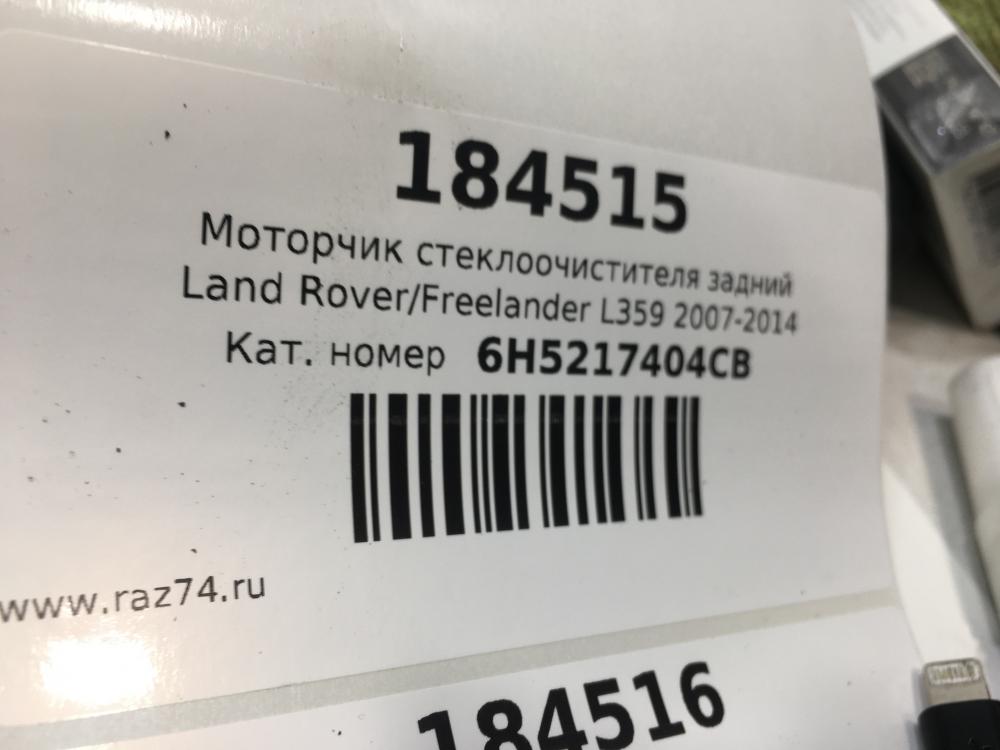 184515
Моторчик стеклоочистителя задний
Land Rover/Freelander L359 2007-2014
Кат. номер 6H5217404CB
www.raz74.ru
184516